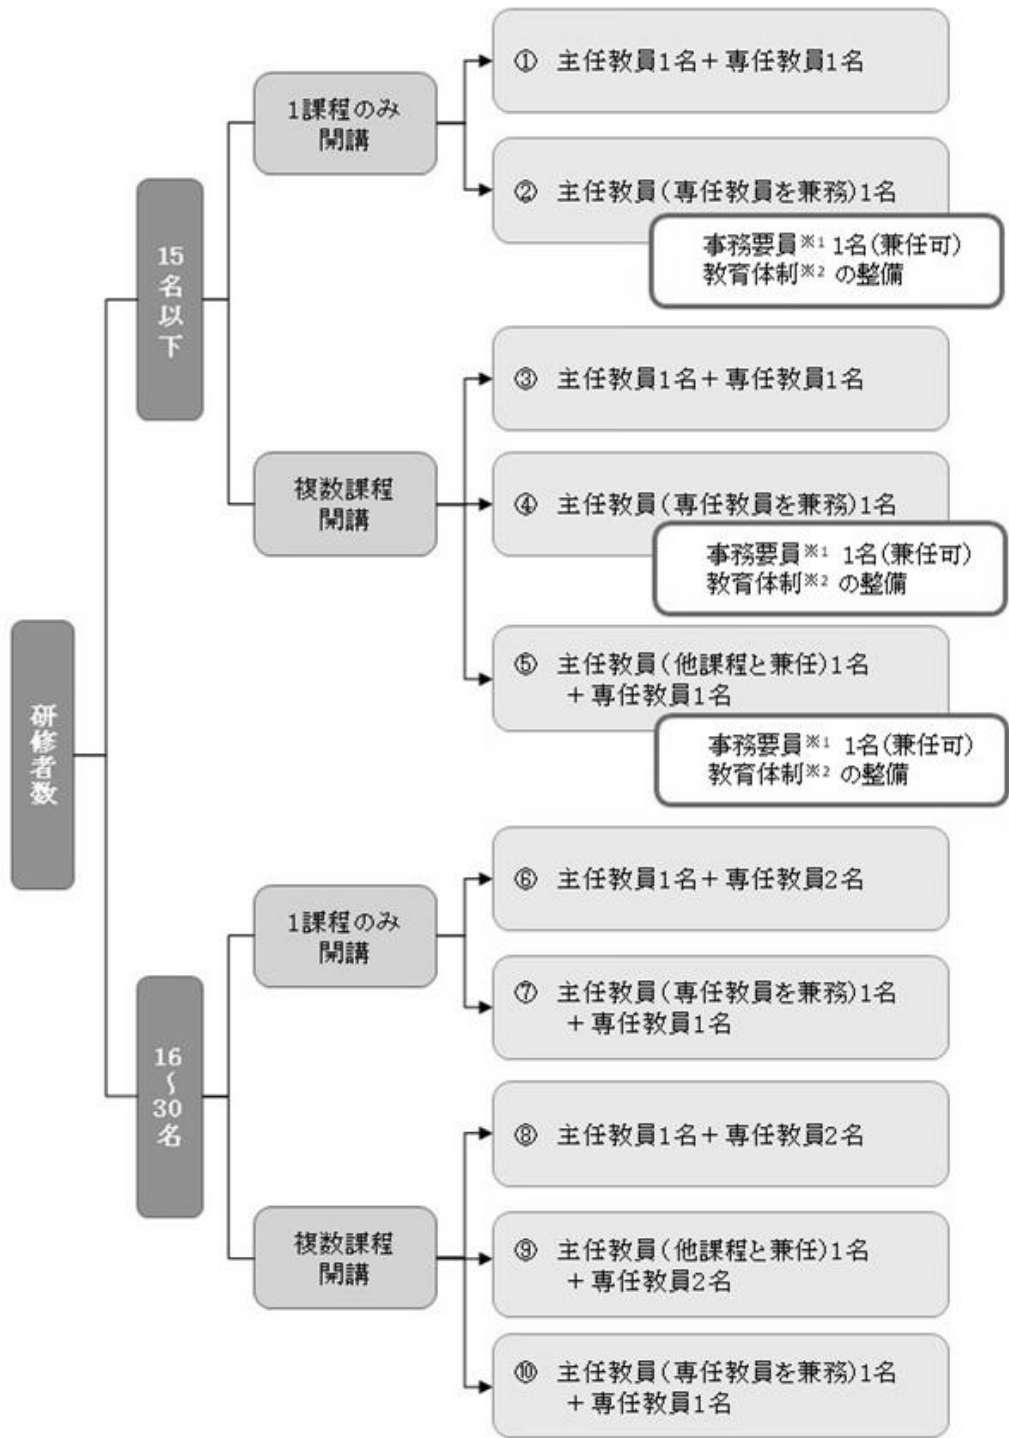 研修者数
15名以下
1課程のみ
開講
① 主任教員1名＋専任教員1名
② 主任教員(専任教員を兼務)1名
事務要員※1 1名(兼任可)
教育体制※2 の整備
複数課程
開講
③ 主任教員1名＋専任教員1名
④ 主任教員(専任教員を兼務)1名
事務要員※1 1名(兼任可)
教育体制※2 の整備
⑤ 主任教員(他課程と兼任)1名
＋専任教員1名
事務要員※1 1名(兼任可)
教育体制※2 の整備
16〜30名
1課程のみ
開講
⑥ 主任教員1名＋専任教員2名
⑦ 主任教員(専任教員を兼務)1名
＋専任教員1名
複数課程
開講
⑧ 主任教員1名＋専任教員2名
⑨ 主任教員(他課程と兼任)1名
＋専任教員2名
⑩ 主任教員(専任教員を兼務)1名
＋専任教員1名